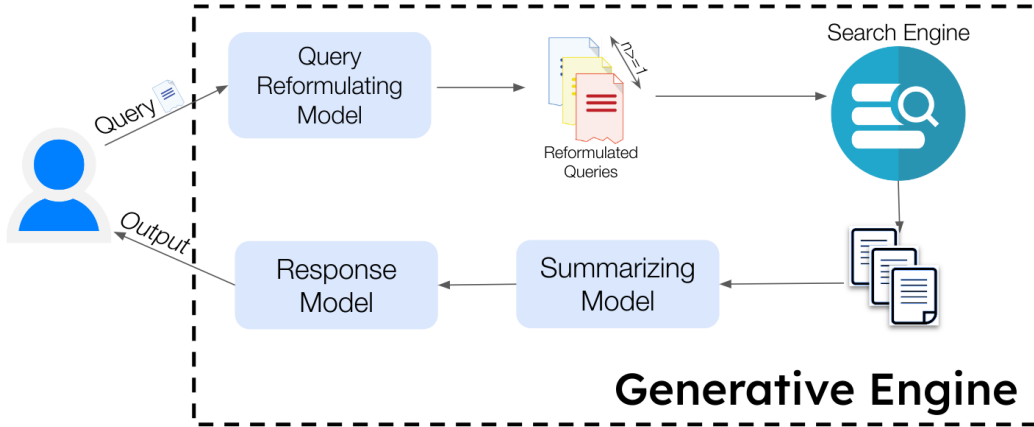 Query
Query
Reformulating
Model
n>=1
Reformulated
Queries
Search Engine
Output
Response
Model
Summarizing
Model
Generative Engine